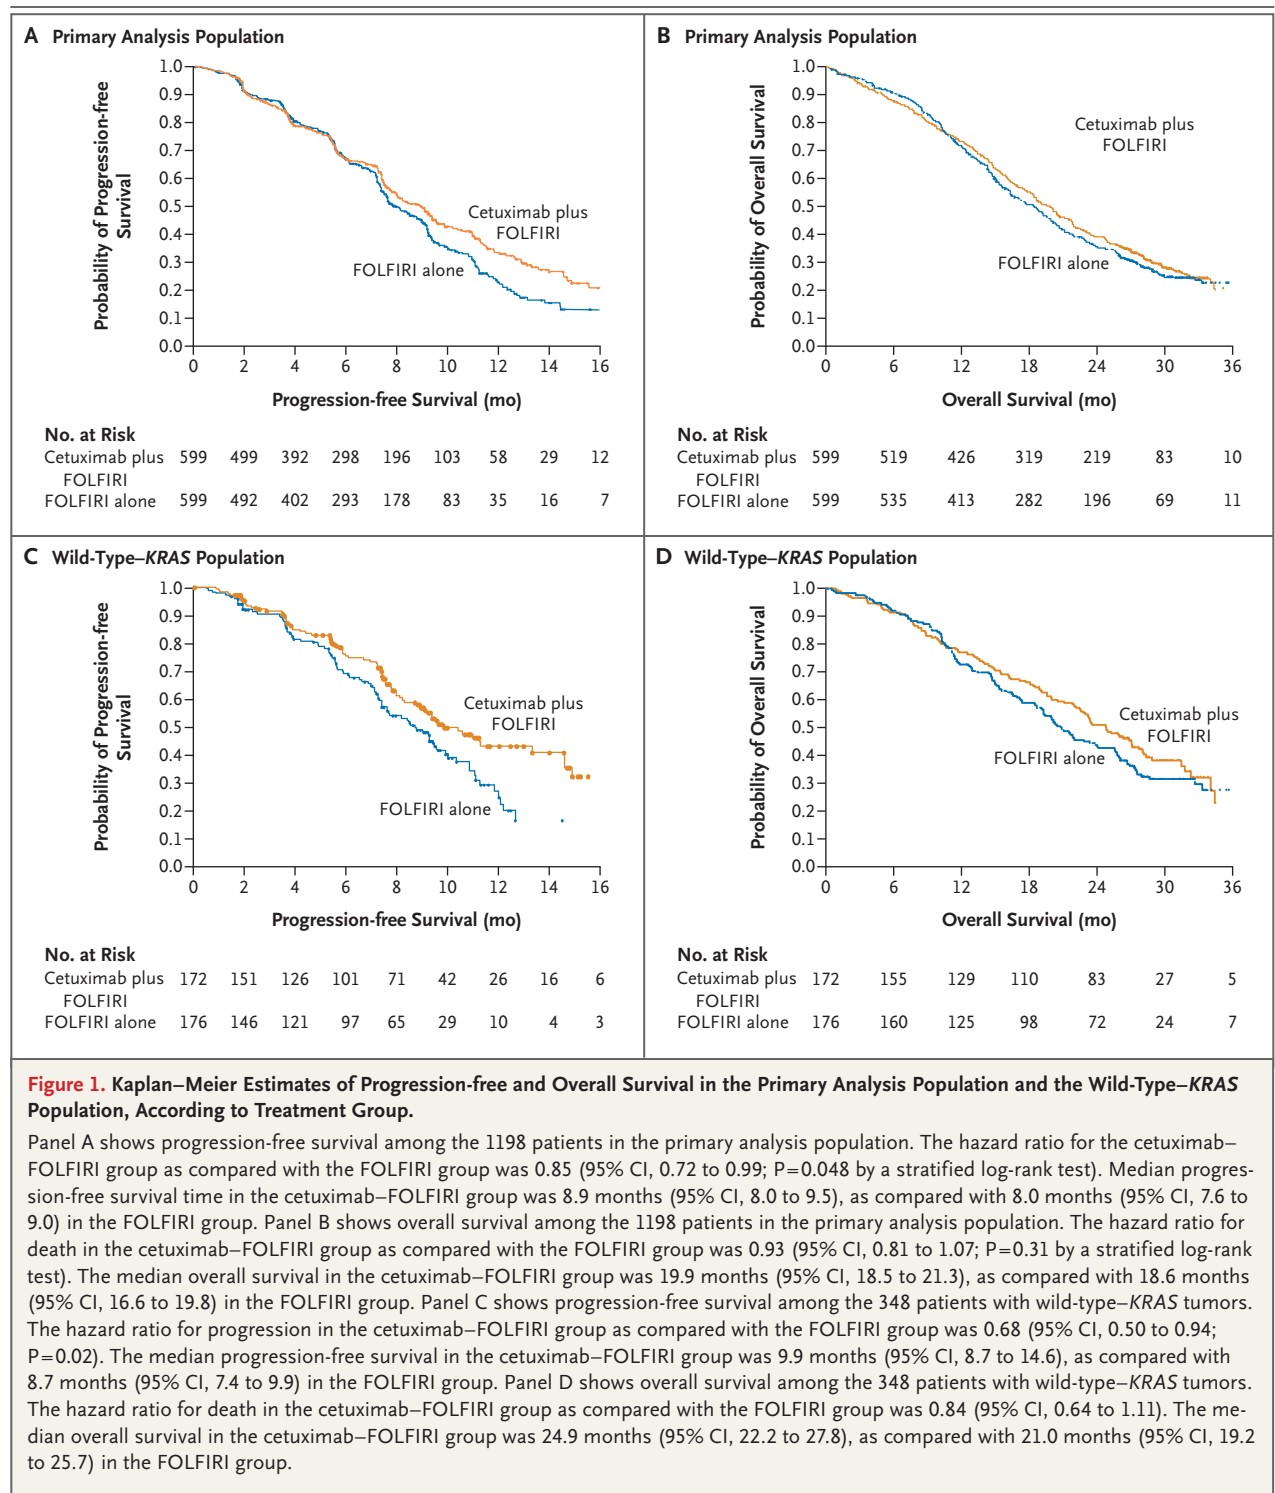 A Primary Analysis Population
Probability of Progression-free
Survival
1.0
0.9
0.8
0.7
0.6
0.5
0.4
0.3
0.2
0.1
0.0
Cetuximab plus
FOLFIRI
FOLFIRI alone
0 2 4 6 8 10 12 14 16
Progression-free Survival (mo)
No. at Risk
Cetuximab plus 599 499 392 298 196 103 58 29 12
FOLFIRI
FOLFIRI alone 599 492 402 293 178 83 35 16 7
B Primary Analysis Population
Probability of Overall Survival
1.0
0.9
0.8
0.7
0.6
0.5
0.4
0.3
0.2
0.1
0.0
Cetuximab plus
FOLFIRI
FOLFIRI alone
0 6 12 18 24 30 36
Overall Survival (mo)
No. at Risk
Cetuximab plus 599 519 426 319 219 83 10
FOLFIRI
FOLFIRI alone 599 535 413 282 196 69 11
C Wild-Type–KRAS Population
Probability of Progression-free
Survival
1.0
0.9
0.8
0.7
0.6
0.5
0.4
0.3
0.2
0.1
0.0
Cetuximab plus
FOLFIRI
FOLFIRI alone
0 2 4 6 8 10 12 14 16
Progression-free Survival (mo)
No. at Risk
Cetuximab plus 172 151 126 101 71 42 26 16 6
FOLFIRI
FOLFIRI alone 176 146 121 97 65 29 10 4 3
D Wild-Type–KRAS Population
Probability of Overall Survival
1.0
0.9
0.8
0.7
0.6
0.5
0.4
0.3
0.2
0.1
0.0
Cetuximab plus
FOLFIRI
FOLFIRI alone
0 6 12 18 24 30 36
Overall Survival (mo)
No. at Risk
Cetuximab plus 172 155 129 110 83 27 5
FOLFIRI
FOLFIRI alone 176 160 125 98 72 24 7
Figure 1. Kaplan–Meier Estimates of Progression-free and Overall Survival in the Primary Analysis Population and the Wild-Type–KRAS
Population, According to Treatment Group.
Panel A shows progression-free survival among the 1198 patients in the primary analysis population. The hazard ratio for the cetuximab–
FOLFIRI group as compared with the FOLFIRI group was 0.85 (95% CI, 0.72 to 0.99; P=0.048 by a stratified log-rank test). Median progres-
sion-free survival time in the cetuximab–FOLFIRI group was 8.9 months (95% CI, 8.0 to 9.5), as compared with 8.0 months (95% CI, 7.6 to
9.0) in the FOLFIRI group. Panel B shows overall survival among the 1198 patients in the primary analysis population. The hazard ratio for
death in the cetuximab–FOLFIRI group as compared with the FOLFIRI group was 0.93 (95% CI, 0.81 to 1.07; P=0.31 by a stratified log-rank
test). The median overall survival in the cetuximab–FOLFIRI group was 19.9 months (95% CI, 18.5 to 21.3), as compared with 18.6 months
(95% CI, 16.6 to 19.8) in the FOLFIRI group. Panel C shows progression-free survival among the 348 patients with wild-type–KRAS tumors.
The hazard ratio for progression in the cetuximab–FOLFIRI group as compared with the FOLFIRI group was 0.68 (95% CI, 0.50 to 0.94;
P=0.02). The median progression-free survival in the cetuximab–FOLFIRI group was 9.9 months (95% CI, 8.7 to 14.6), as compared with
8.7 months (95% CI, 7.4 to 9.9) in the FOLFIRI group. Panel D shows overall survival among the 348 patients with wild-type–KRAS tumors.
The hazard ratio for death in the cetuximab–FOLFIRI group as compared with the FOLFIRI group was 0.84 (95% CI, 0.64 to 1.11). The me-
dian overall survival in the cetuximab–FOLFIRI group was 24.9 months (95% CI, 22.2 to 27.8), as compared with 21.0 months (95% CI, 19.2
to 25.7) in the FOLFIRI group.